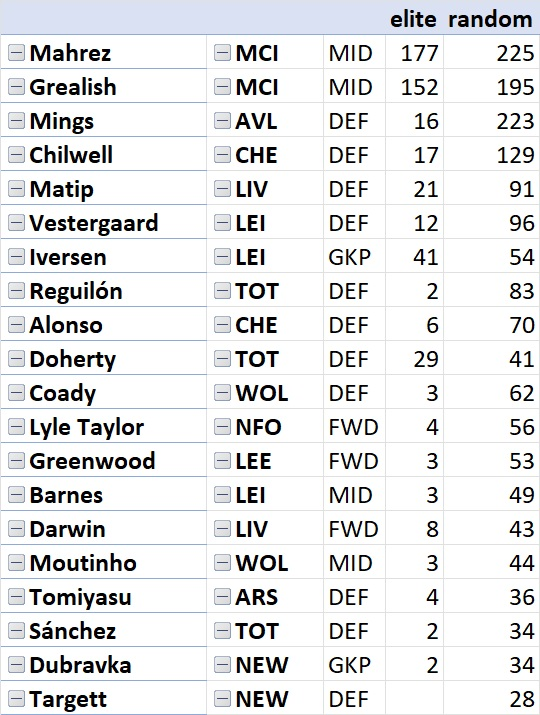 elite random
Mahrez MCI MID 177 225
Grealish MCI MID 152 195
Mings AVL DEF 16 223
Chilwell CHE DEF 17 129
Matip LIV DEF 21 91
Vestergaard LEI DEF 12 96
Iversen LEI GKP 41 54
Reguilón TOT DEF 2 83
Alonso CHE DEF 6 70
Doherty TOT DEF 29 41
Coady WOL DEF 3 62
Lyle Taylor NFO FWD 4 56
Greenwood LEE FWD 3 53
Barnes LEI MID 3 49
Darwin LIV FWD 8 43
Moutinho WOL MID 3 44
Tomiyasu ARS DEF 4 36
Sánchez TOT DEF 2 34
Dubravka NEW GKP 2 34
Targett NEW DEF 28